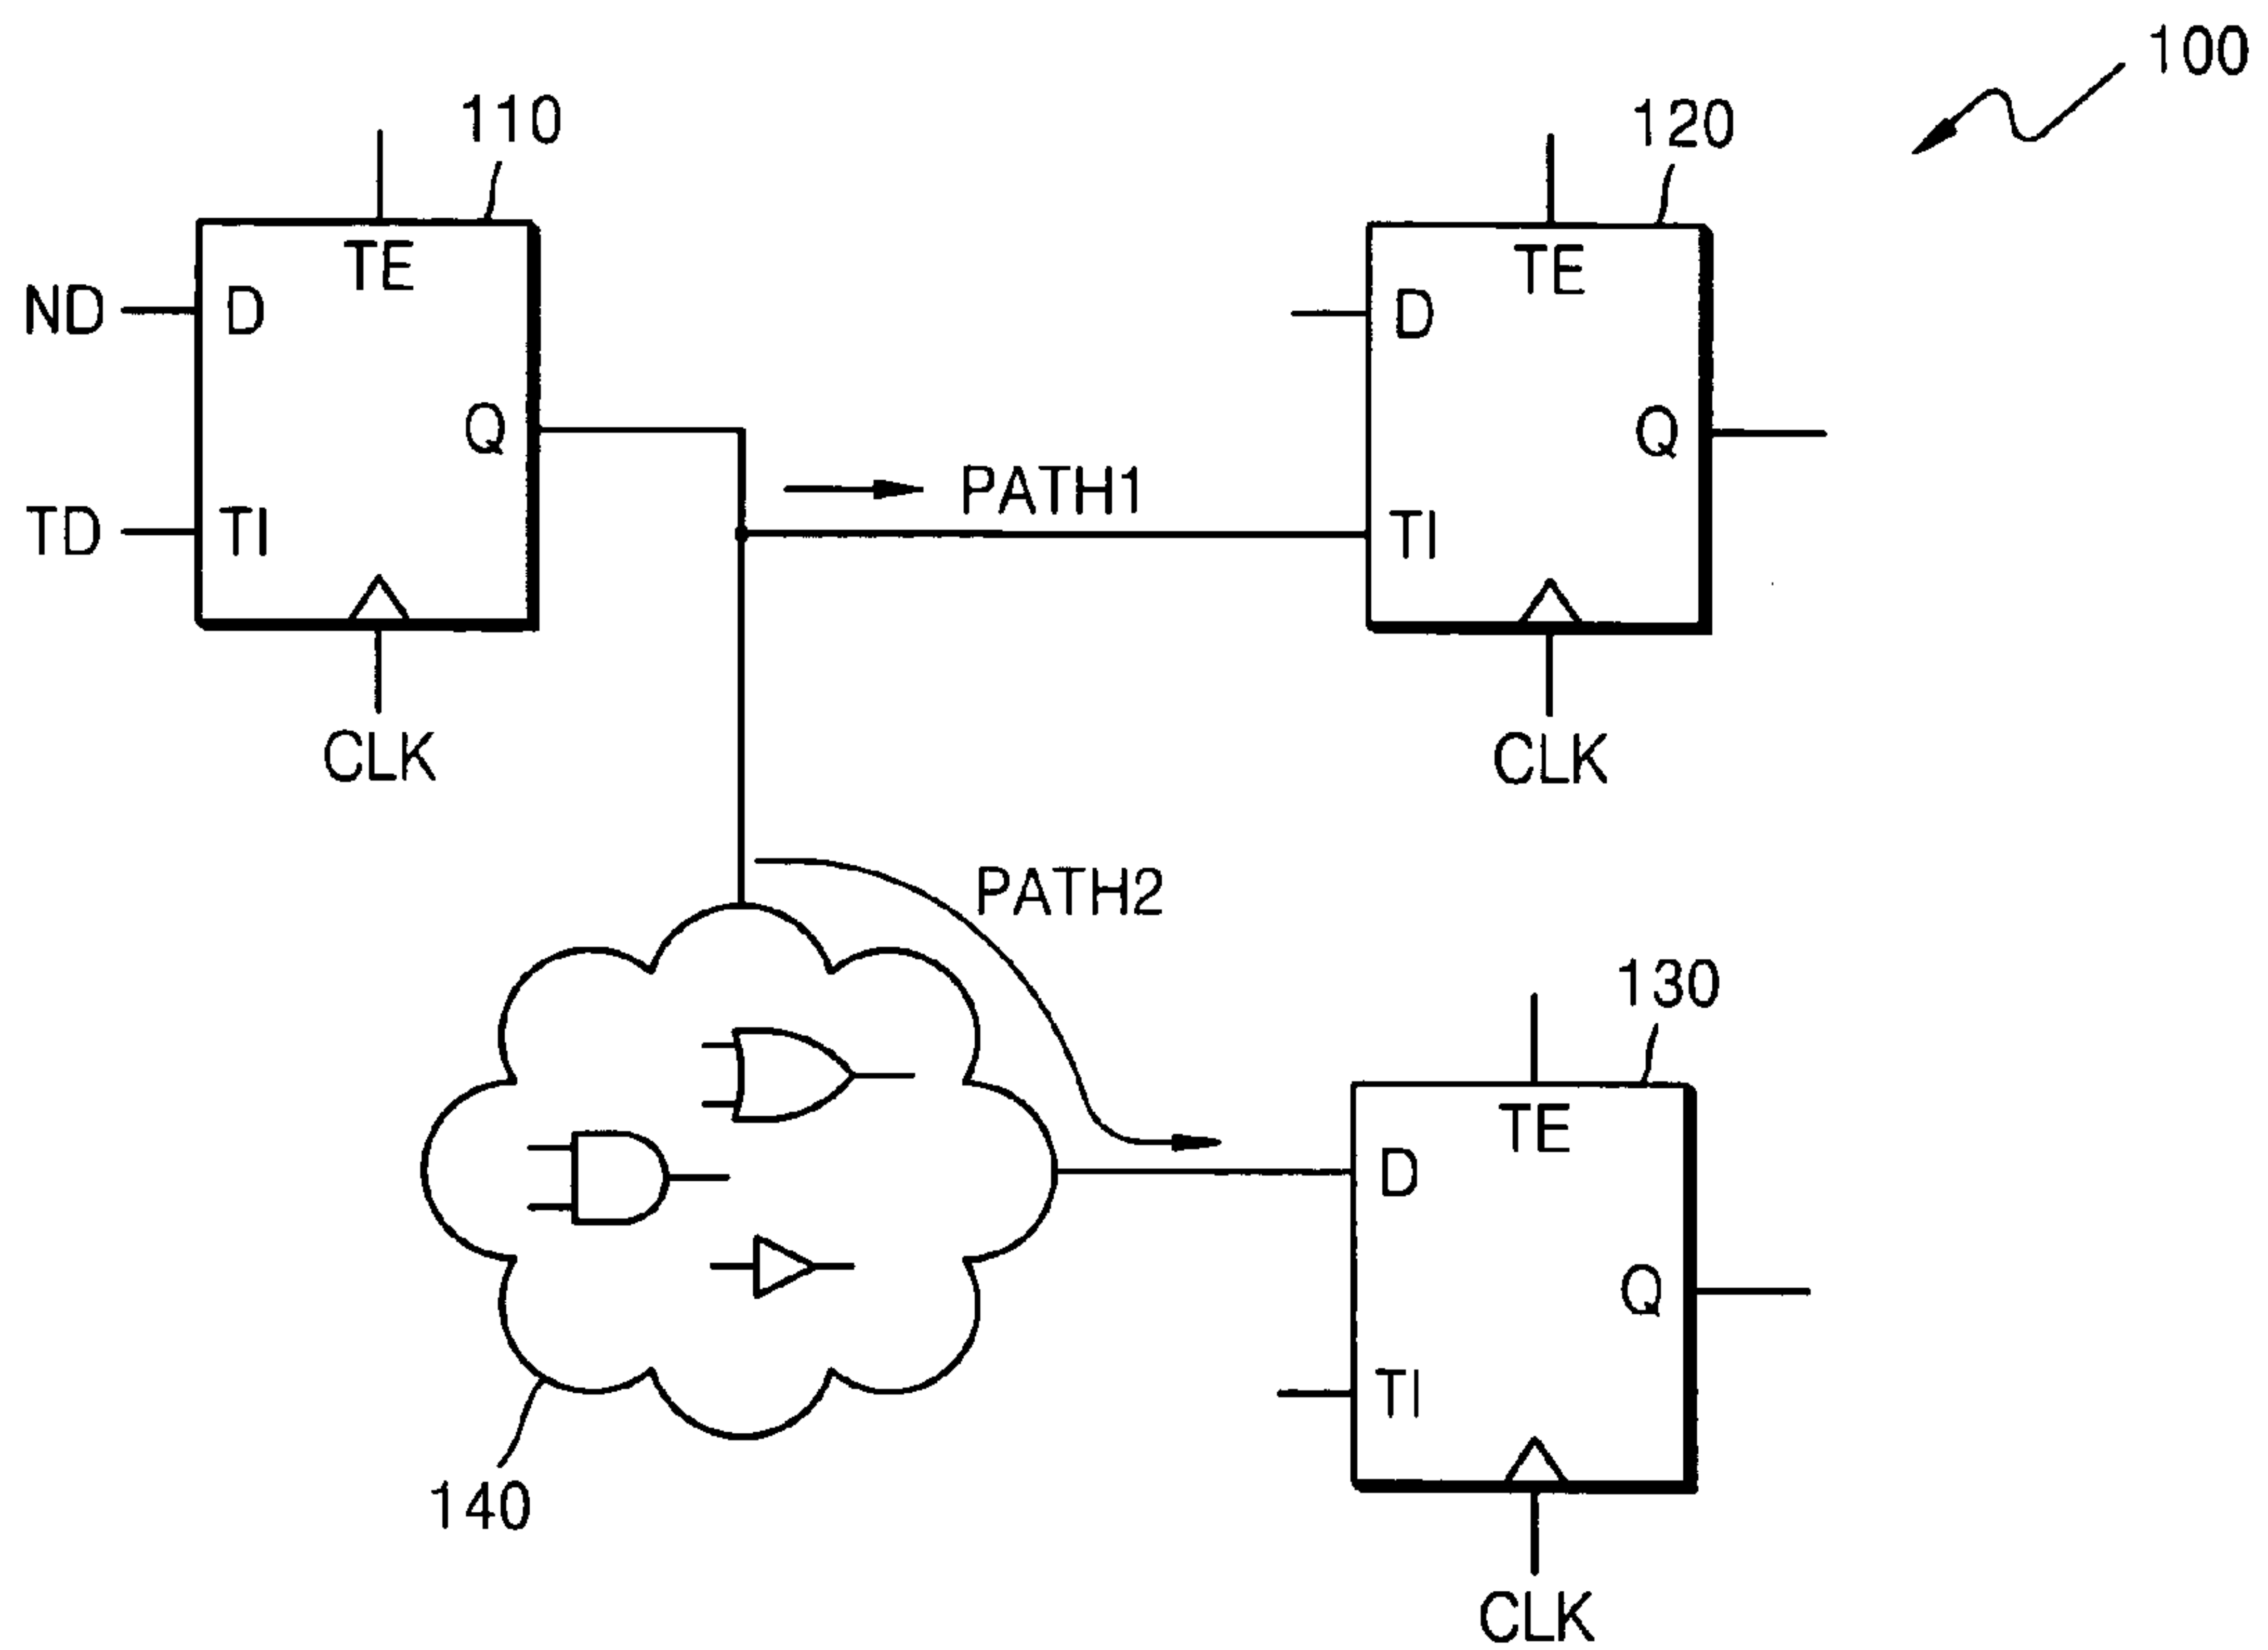 100
110
120
TE
ND
D
Q
TD
TI
CLK
TE
D
Q
TI
CLK
PATH1
PATH2
130
TE
D
Q
TI
CLK
140